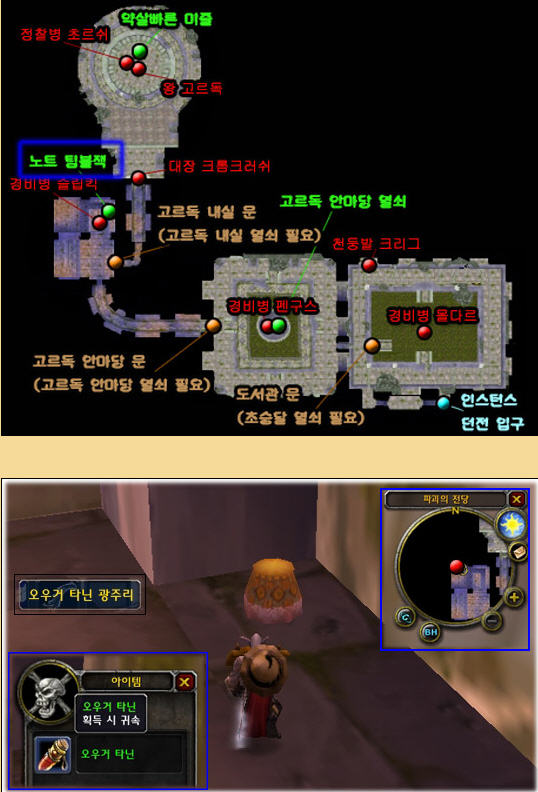 약삭빠른 미즐
정찰병 초르쉬
왕 고르독
노트 팀블잭
대장 크롬크러쉬
경비병 슬립킥
고르독 안마당 열쇠
고르독 내실 문
(고르독 내실 열쇠 필요)
천둥발 크리그
경비병 펜구스
경비병 몰다르
고르독 안마당 문
(고르독 안마당 열쇠 필요)
도서관 문
(초승달 열쇠 필요)
인스턴스
던전 입구
파괴의 전당
N
오우거 타닌 광주리
BH
아이템
오우거 타닌
획득 시 귀속
오우거 타닌